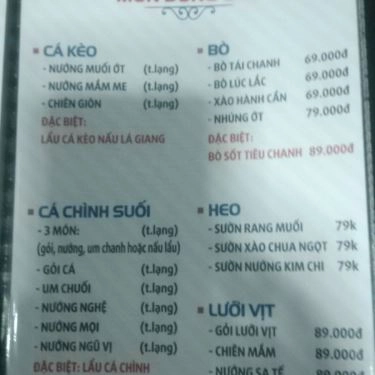 ■ CÁ KÈO
- NƯỚNG MUỐI ỚT (t.lạng)
- NƯỚNG MẮM ME (t.lạng)
- CHIÊN GIÒN (t.lạng)
ĐẶC BIỆT:
LẨU CÁ KÈO NẤU LÁ GIANG
■ CÁ CHÌNH SUỐI
- 3 MÓN: (t.lạng)
(gỏi, nướng, um chanh hoặc nấu lẩu)
- GỎI CÁ (t.lạng)
- UM CHUỐI (t.lạng)
- NƯỚNG NGHỆ (t.lạng)
- NƯỚNG MỌI (t.lạng)
- NƯỚNG NGŨ VỊ (t.lạng)
ĐẶC BIỆT: LẨU CÁ CHÌNH
■ BÒ
- BÒ TÁI CHANH 69.000đ
- BÒ LÚC LẮC 69.000đ
- XÀO HÀNH CẦN 69.000đ
- NHÚNG ỚT 79.000đ
ĐẶC BIỆT:
BÒ SỐT TIÊU CHANH 89.000đ
■ HEO
- SƯỜN RANG MUỐI 79k
- SƯỜN XÀO CHUA NGỌT 79k
- SƯỜN NƯỚNG KIM CHI 79k
■ LƯỠI VỊT
- GỎI LƯỠI VỊT 89.000đ
- CHIÊN MẮM 89.000đ
- NƯỚNG SA TẾ